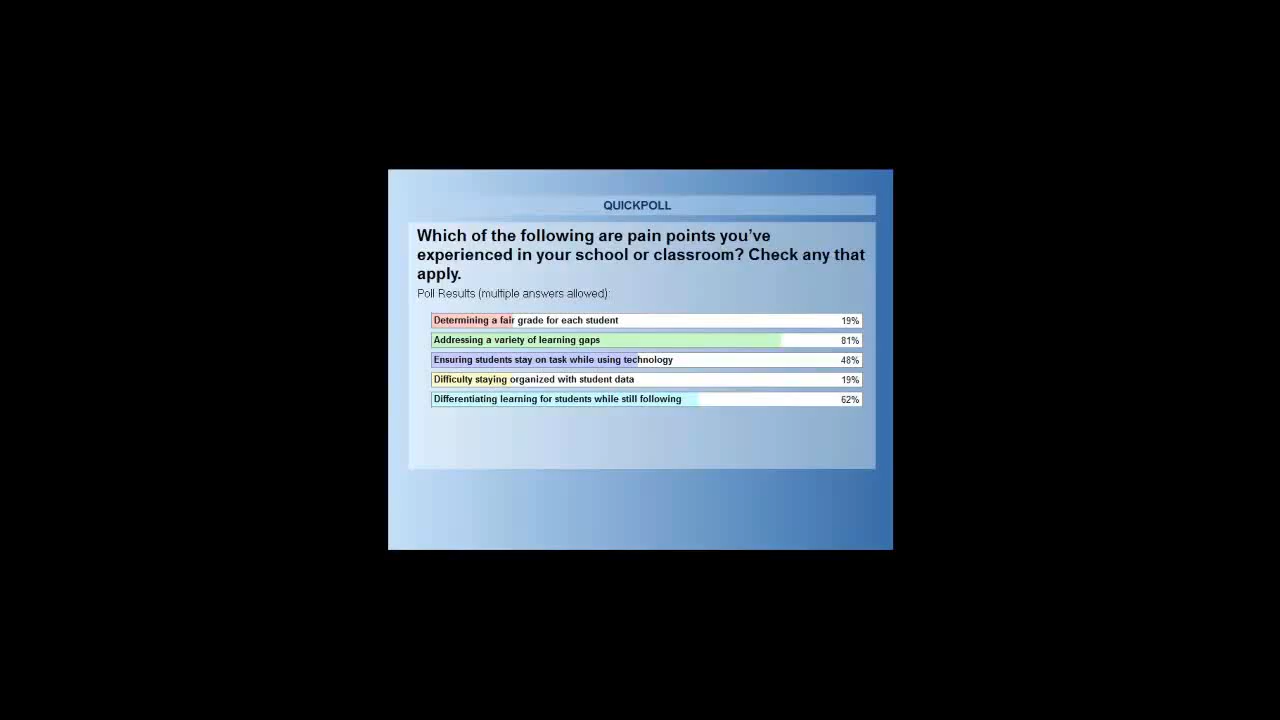 QUICKPOLL
Which of the following are pain points you’ve
experienced in your school or classroom? Check any that
apply.
Poll Results (multiple answers allowed):
Determining a fair grade for each student 19%
Addressing a variety of learning gaps 81%
Ensuring students stay on task while using technology 48%
Difficulty staying organized with student data 19%
Differentiating learning for students while still following 62%